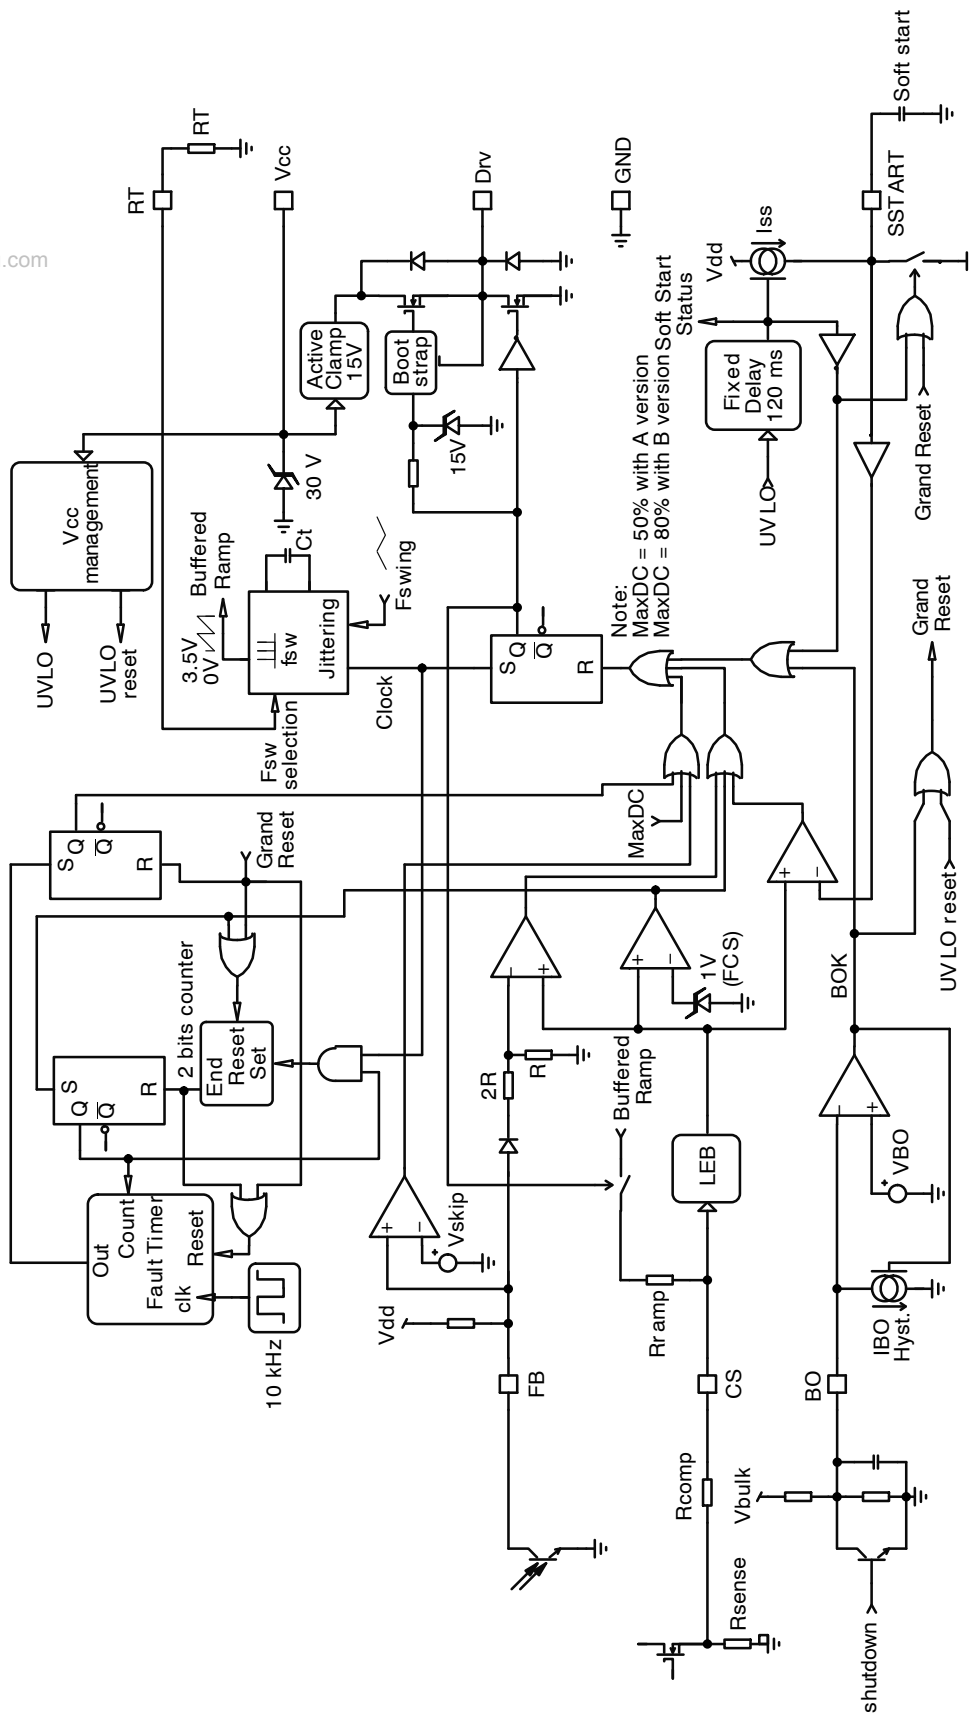 shutdown
Vbulk
BO
IBO
Hyst.
VBO
+
-
+
BOK
UVLO reset
Grand
Reset
Rsense
Rcomp
CS
Rramp
LEB
Buffered
Ramp
1V
(FCS)
+
-
+
-
-
+
FB
Vdd
2R
R
Vskip
+
+
-
10 kHz
Out
Count
Fault Timer
clk
Reset
S
Q
Q
R
2 bits counter
End
Reset
Set
S
Q
Q
R
Grand
Reset
MaxDC
Fsw
selection
Clock
UVLO
UVLO
reset
Vcc
management
3.5V
0V
Buffered
Ramp
fsw
Jittering
Ct
Fswing
30 V
S
Q
Q
R
Note:
MaxDC = 50% with A version
MaxDC = 80% with B version
Active
Clamp
15V
Boot
strap
15V
UVLO
Fixed
Delay
120 ms
Soft Start
Status
Vdd
Iss
Grand Reset
RT
RT
Vcc
Drv
GND
SSTART
Soft start
.com